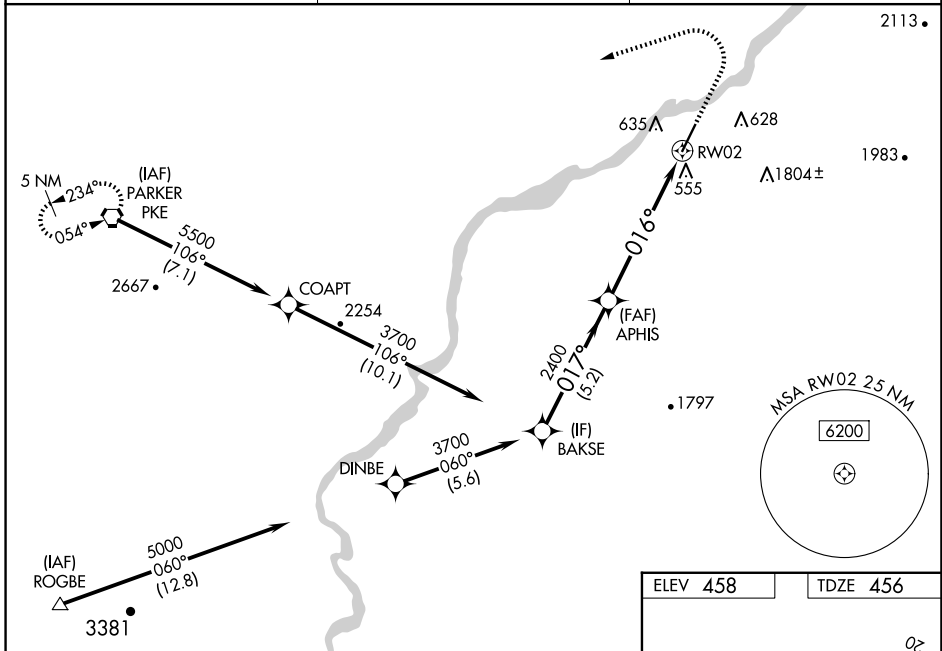 2113
635
628
RW02
555
1983
1804±
5 NM
234°
054°
(IAF)
PARKER
PKE
5500
106°
(7.1)
2667
COAPT
2254
3700
106°
(10.1)
016°
(FAF)
APHIS
2400
017°
(5.2)
1797
MSA RW02 25 NM
6200
(IF)
BAKSE
DINBE
3700
060°
(5.6)
(IAF)
ROGBE
5000
060°
(12.8)
3381
ELEV 458
TDZE 456
20